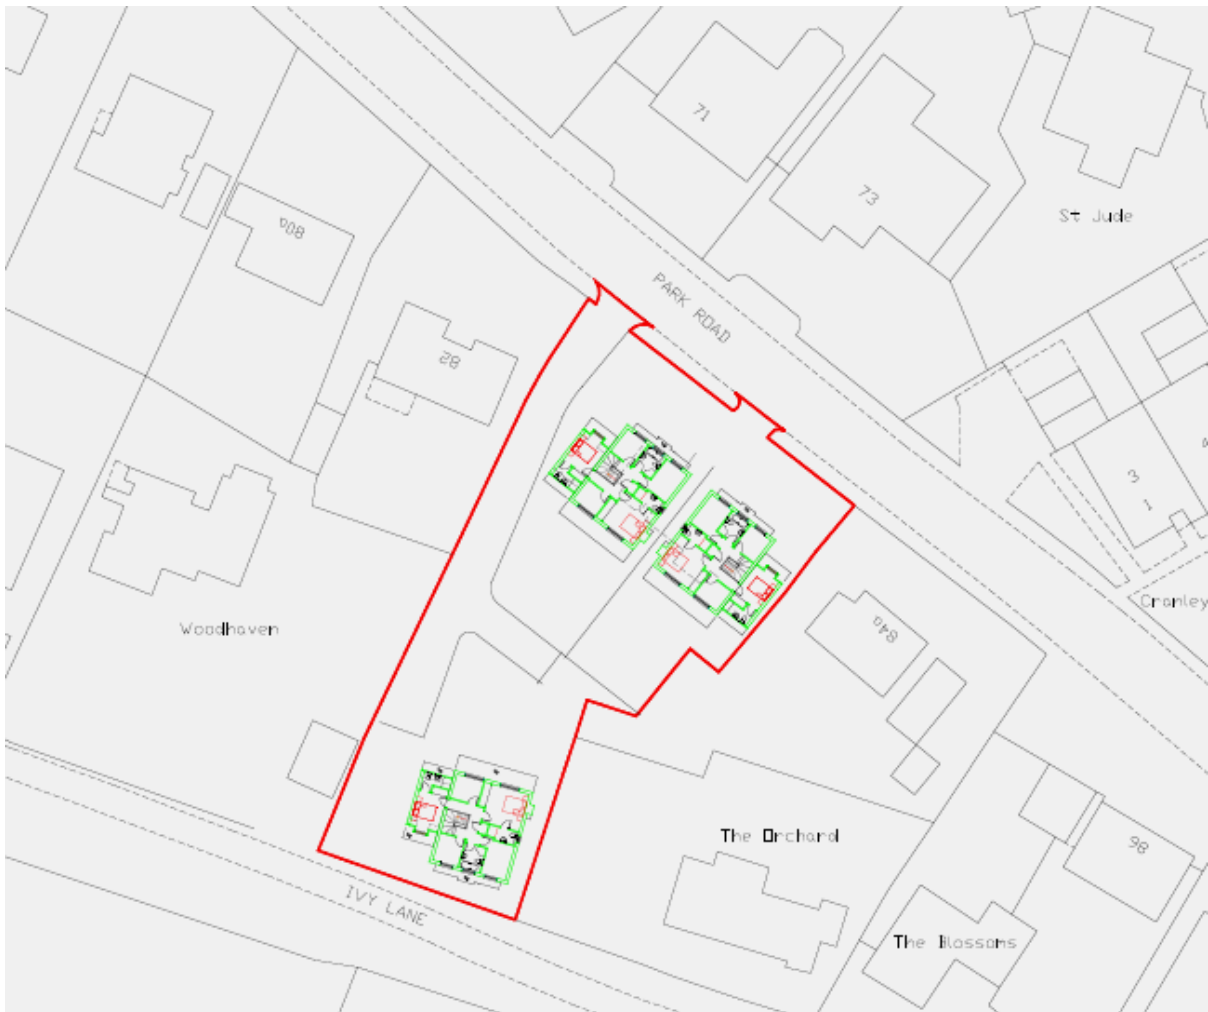 71
73
St Jude
80a
PARK ROAD
82
3
1
4
Cranley
84a
Woodhaven
The Orchard
98
IVY LANE
The Blossoms